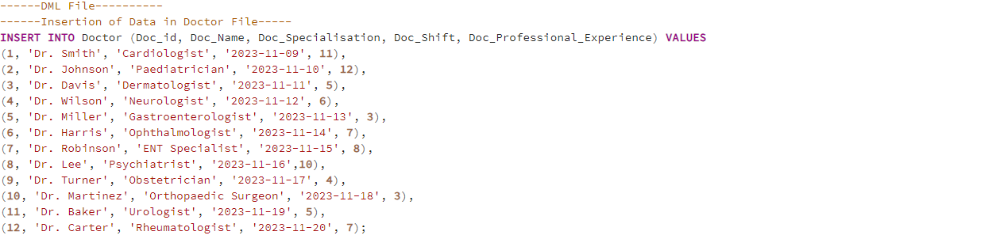 ------DML File----------
------Insertion of Data in Doctor File-----
INSERT INTO Doctor (Doc_id, Doc_Name, Doc_Specialisation, Doc_Shift, Doc_Professional_Experience) VALUES
(1, 'Dr. Smith', 'Cardiologist', '2023-11-09', 11),
(2, 'Dr. Johnson', 'Paediatrician', '2023-11-10', 12),
(3, 'Dr. Davis', 'Dermatologist', '2023-11-11', 5),
(4, 'Dr. Wilson', 'Neurologist', '2023-11-12', 6),
(5, 'Dr. Miller', 'Gastroenterologist', '2023-11-13', 3),
(6, 'Dr. Harris', 'Ophthalmologist', '2023-11-14', 7),
(7, 'Dr. Robinson', 'ENT Specialist', '2023-11-15', 8),
(8, 'Dr. Lee', 'Psychiatrist', '2023-11-16',10),
(9, 'Dr. Turner', 'Obstetrician', '2023-11-17', 4),
(10, 'Dr. Martinez', 'Orthopaedic Surgeon', '2023-11-18', 3),
(11, 'Dr. Baker', 'Urologist', '2023-11-19', 5),
(12, 'Dr. Carter', 'Rheumatologist', '2023-11-20', 7);